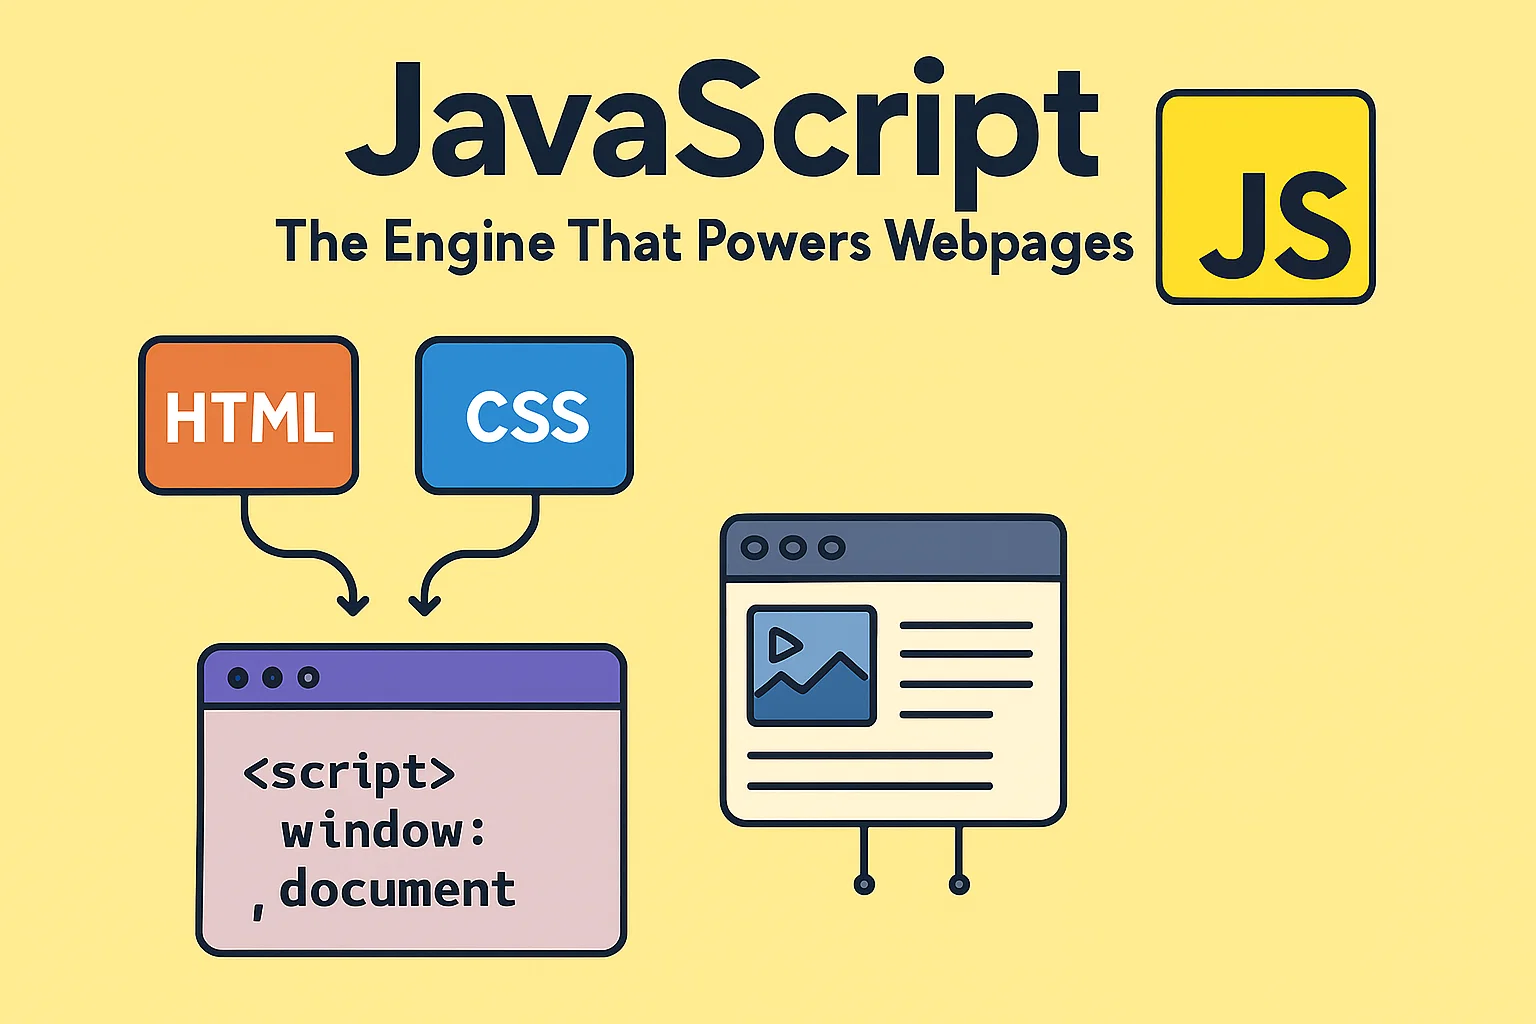 JavaScript
The Engine That Powers Webpages
JS
HTML
CSS
<script>
window:
,document